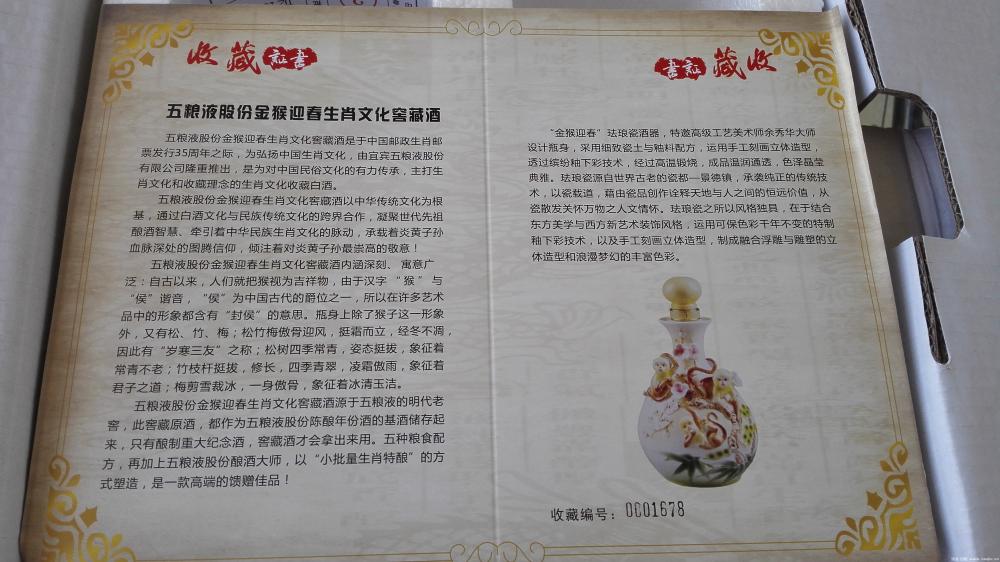 收藏證書
五粮液股份金猴迎春生肖文化窖藏酒
五粮液股份金猴迎春生肖文化窖藏酒是于中国邮政生肖邮
票发行35周年之际，为弘扬中国生肖文化，由宜宾五粮液股份
有限公司隆重推出，是为对中国民俗文化的有力传承，主打生
肖文化和收藏理念的生肖文化收藏白酒。
五粮液股份金猴迎春生肖文化窖藏酒以中华传统文化为根
基，通过白酒文化与民族传统文化的跨界合作，凝聚世代先祖
酿酒智慧、牵引着中华民族生肖文化的脉动，承载着炎黄子孙
血脉深处的图腾信仰，倾注着对炎黄子孙最崇高的敬意！
五粮液股份金猴迎春生肖文化窖藏酒内涵深刻、寓意广
泛：自古以来，人们就把猴视为吉祥物，由于汉字“猴”与
“侯”谐音，“侯”为中国古代的爵位之一，所以在许多艺术
品中的形象都含有“封侯”的意思。瓶身上除了猴子这一形象
外，又有松、竹、梅；松竹梅傲骨迎风，挺霜而立，经冬不凋，
因此有“岁寒三友”之称；松树四季常青，姿态挺拔，象征着
常青不老；竹枝杆挺拔，修长，四季青翠，凌霜傲雨，象征着
君子之道；梅剪雪裁冰，一身傲骨，象征着冰清玉洁。
五粮液股份金猴迎春生肖文化窖藏酒源于五粮液的明代老
窖，此窖藏原酒，都作为五粮液股份陈酿年份酒的基酒储存起
来，只有酿制重大纪念酒，窖藏酒才会拿出来用。五种粮食配
方，再加上五粮液股份酿酒大师，以“小批量生肖特酿”的方
式塑造，是一款高端的馈赠佳品！
書証藏收
“金猴迎春”珐琅瓷酒器，特邀高级工艺美术师余秀华大师
设计瓶身，采用细致瓷土与釉料配方，运用手工刻画立体造型，
透过缤纷釉下彩技术，经过高温锻烧，成品温润通透，色泽晶莹
典雅。珐琅瓷源自世界古老的瓷都—景德镇，承袭纯正的传统技
术，以瓷载道，藉由瓷品创作诠释天地与人之间的恒远价值，从
瓷散发关怀万物之人文情怀。珐琅瓷之所以风格独具，在于结合
东方美学与西方新艺术装饰风格，运用可保色彩千年不变的特制
釉下彩技术，以及手工刻画立体造型，制成融合浮雕与雕塑的立
体造型和浪漫梦幻的丰富色彩。
收藏编号：0001678